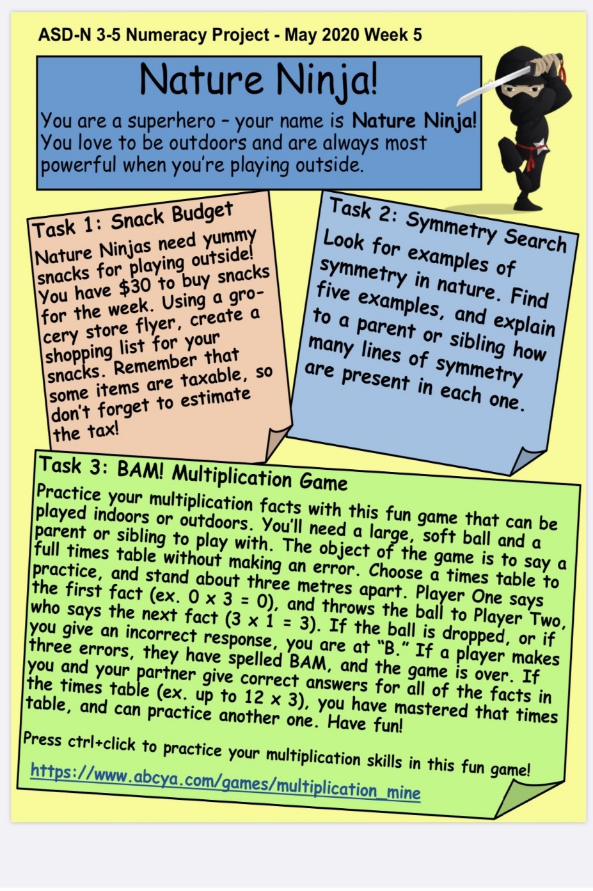 ASD-N 3-5 Numeracy Project - May 2020 Week 5
Nature Ninja!
You are a superhero – your name is Nature Ninja!
You love to be outdoors and are always most
powerful when you're playing outside.
Task 1: Snack Budget
Nature Ninjas need yummy
snacks for playing outside!
You have $30 to buy snacks
for the week. Using a gro-
cery store flyer, create a
shopping list for your
snacks. Remember that
some items are taxable, so
don't forget to estimate
the tax!
Task 2: Symmetry Search
Look for examples of
symmetry in nature. Find
five examples, and explain
to a parent or sibling how
many lines of symmetry
are present in each one.
Task 3: BAM! Multiplication Game
Practice your multiplication facts with this fun game that can be
played indoors or outdoors. You'll need a large, soft ball and a
parent or sibling to play with. The object of the game is to say a
full times table without making an error. Choose a times table to
practice, and stand about three metres apart. Player One says
the first fact (ex. 0 x 3 = 0), and throws the ball to Player Two,
who says the next fact (3 x 1 = 3). If the ball is dropped, or if
you give an incorrect response, you are at "B." If a player makes
three errors, they have spelled BAM, and the game is over. If
you and your partner give correct answers for all of the facts in
the times table (ex. up to 12 x 3), you have mastered that times
table, and can practice another one. Have fun!
Press ctrl+click to practice your multiplication skills in this fun game!
https://www.abcya.com/games/multiplication_mine